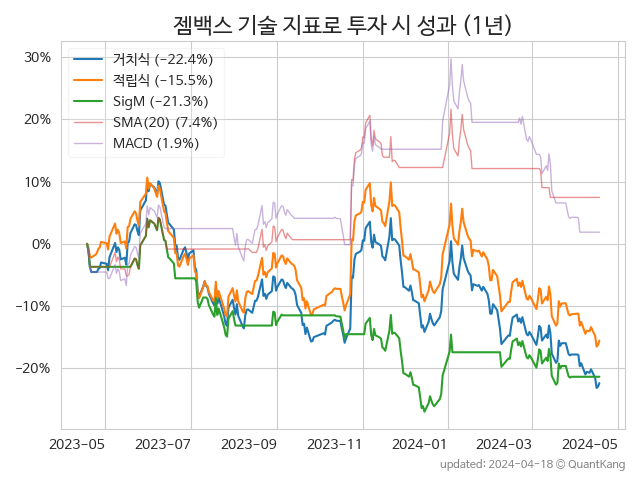 젬백스 기술 지표로 투자 시 성과 (1년)
거치식 (−22.4%)
적립식 (−15.5%)
SigM (−21.3%)
SMA(20) (7.4%)
MACD (1.9%)
30%
20%
10%
0%
−10%
−20%
2023-05 2023-07 2023-09 2023-11 2024-01 2024-03 2024-05
updated: 2024-04-18 © QuantKang